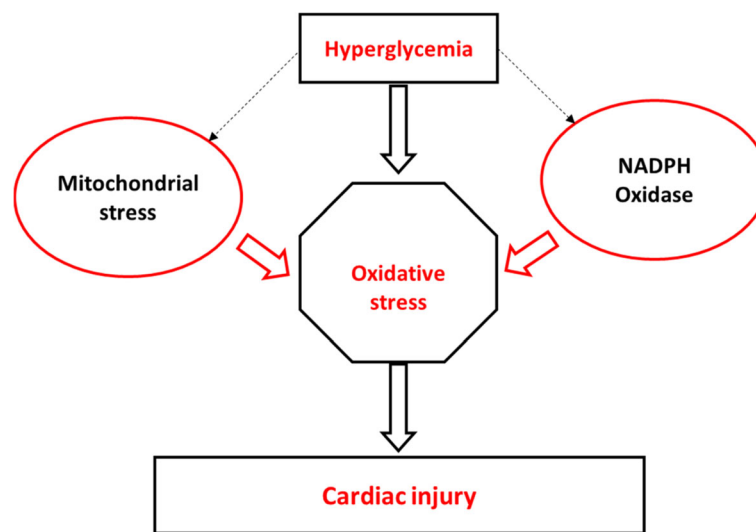 Hyperglycemia
Mitochondrial
stress
NADPH
Oxidase
Oxidative
stress
Cardiac injury